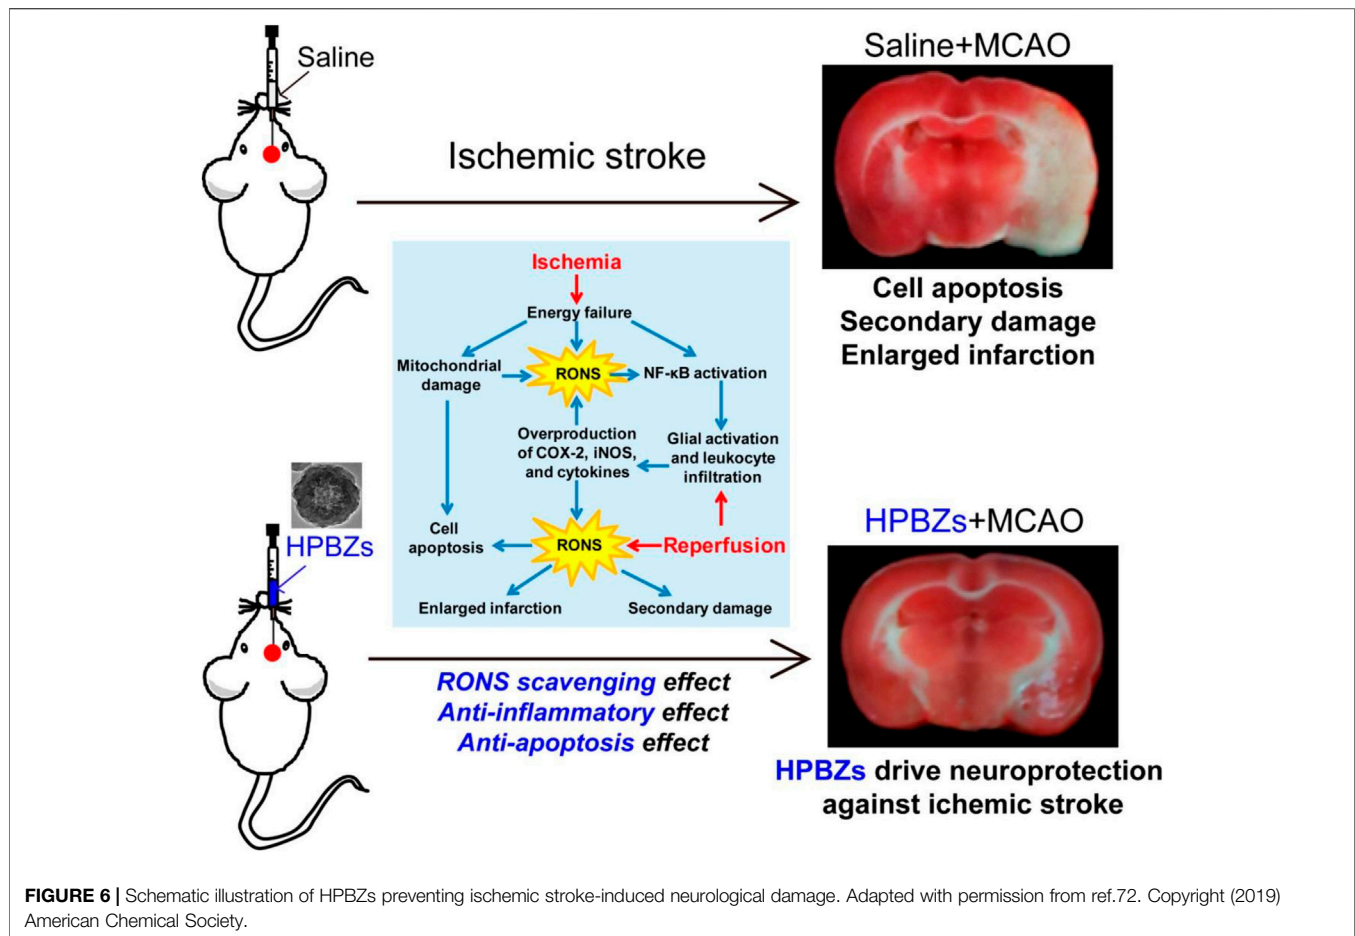 Saline
Ischemic stroke
Saline+MCAO
Cell apoptosis
Secondary damage
Enlarged infarction
Ischemia
Energy failure
Mitochondrial
damage
RONS
NF-κB activation
Overproduction
of COX-2, iNOS,
and cytokines
Glial activation
and leukocyte
infiltration
Cell
apoptosis
RONS
Reperfusion
Enlarged infarction
Secondary damage
HPBZs
RONS scavenging effect
Anti-inflammatory effect
Anti-apoptosis effect
HPBZs+MCAO
HPBZs drive neuroprotection
against ichemic stroke
FIGURE 6 | Schematic illustration of HPBZs preventing ischemic stroke-induced neurological damage. Adapted with permission from ref.72. Copyright (2019)
American Chemical Society.